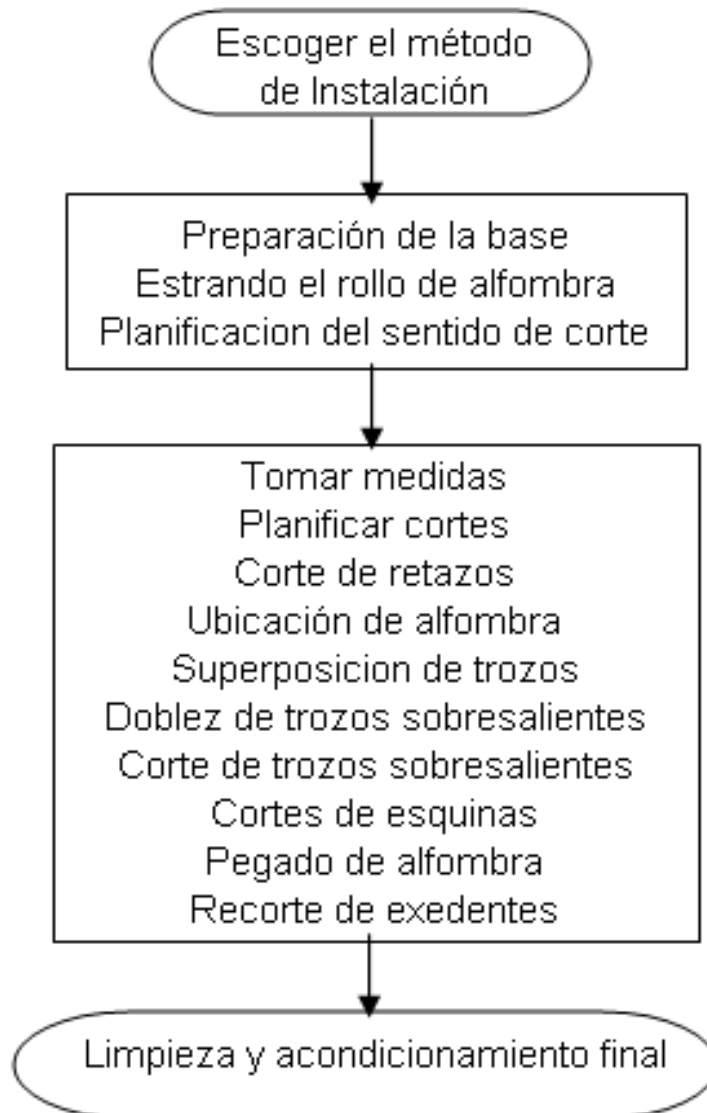 Escoger el método
de Instalación
Preparación de la base
Estrando el rollo de alfombra
Planificacion del sentido de corte
Tomar medidas
Planificar cortes
Corte de retazos
Ubicación de alfombra
Superposicion de trozos
Doblez de trozos sobresalientes
Corte de trozos sobresalientes
Cortes de esquinas
Pegado de alfombra
Recorte de exedentes
Limpieza y acondicionamiento final